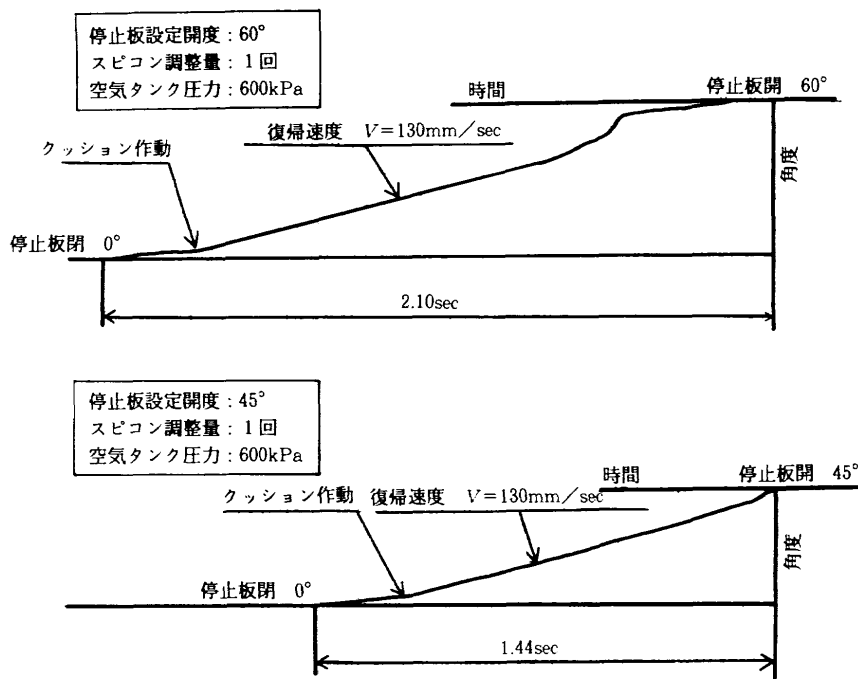 停止板設定開度:60°
スピコン調整量:1回
空気タンク圧力:600kPa
時間
停止板開 60°
復帰速度 V=130mm/sec
クッション作動
角度
停止板閉 0°
2.10sec
停止板設定開度:45°
スピコン調整量:1回
空気タンク圧力:600kPa
時間
停止板開 45°
クッション作動
復帰速度 V=130mm/sec
角度
停止板閉 0°
1.44sec